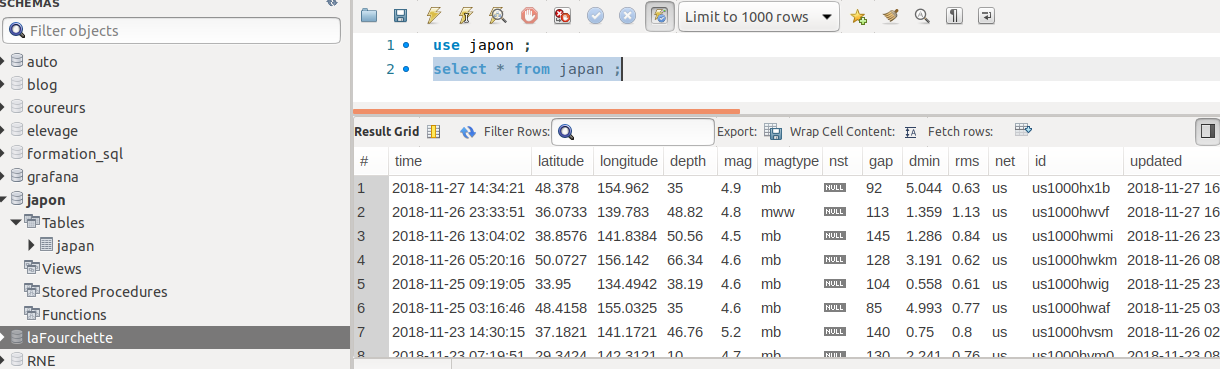 SCHEMAS
Filter objects
auto
blog
coureurs
elevage
formation_sql
grafana
japon
Tables
japan
Views
Stored Procedures
Functions
laFourchette
RNE
Limit to 1000 rows
1 use japon ;
2 select * from japan ;
Result Grid Filter Rows: Export: Wrap Cell Content: Fetch rows:
# time latitude longitude depth mag magtype nst gap dmin rms net id updated
1 2018-11-27 14:34:21 48.378 154.962 35 4.9 mb NULL 92 5.044 0.63 us us1000hx1b 2018-11-27 16
2 2018-11-26 23:33:51 36.0733 139.783 48.82 4.8 mww NULL 113 1.359 1.13 us us1000hwvf 2018-11-27 16
3 2018-11-26 13:04:02 38.8576 141.8384 50.56 4.5 mb NULL 145 1.286 0.84 us us1000hwmi 2018-11-26 23
4 2018-11-26 05:20:16 50.0727 156.142 66.34 4.6 mb NULL 128 3.191 0.62 us us1000hwkm 2018-11-26 08
5 2018-11-25 09:19:05 33.95 134.4942 38.19 4.6 mb NULL 104 0.558 0.61 us us1000hwig 2018-11-25 23
6 2018-11-25 03:16:46 48.4158 155.0325 35 4.6 mb NULL 85 4.993 0.77 us us1000hwaf 2018-11-25 03
7 2018-11-23 14:30:15 37.1821 141.1721 46.76 5.2 mb NULL 140 0.75 0.8 us us1000hvsm 2018-11-26 02
8 2018-11-23 07:19:51 29.3424 142.3121 10 4.7 mb NULL 130 2.241 0.76 us us1000hvm0 2018-11-23 08